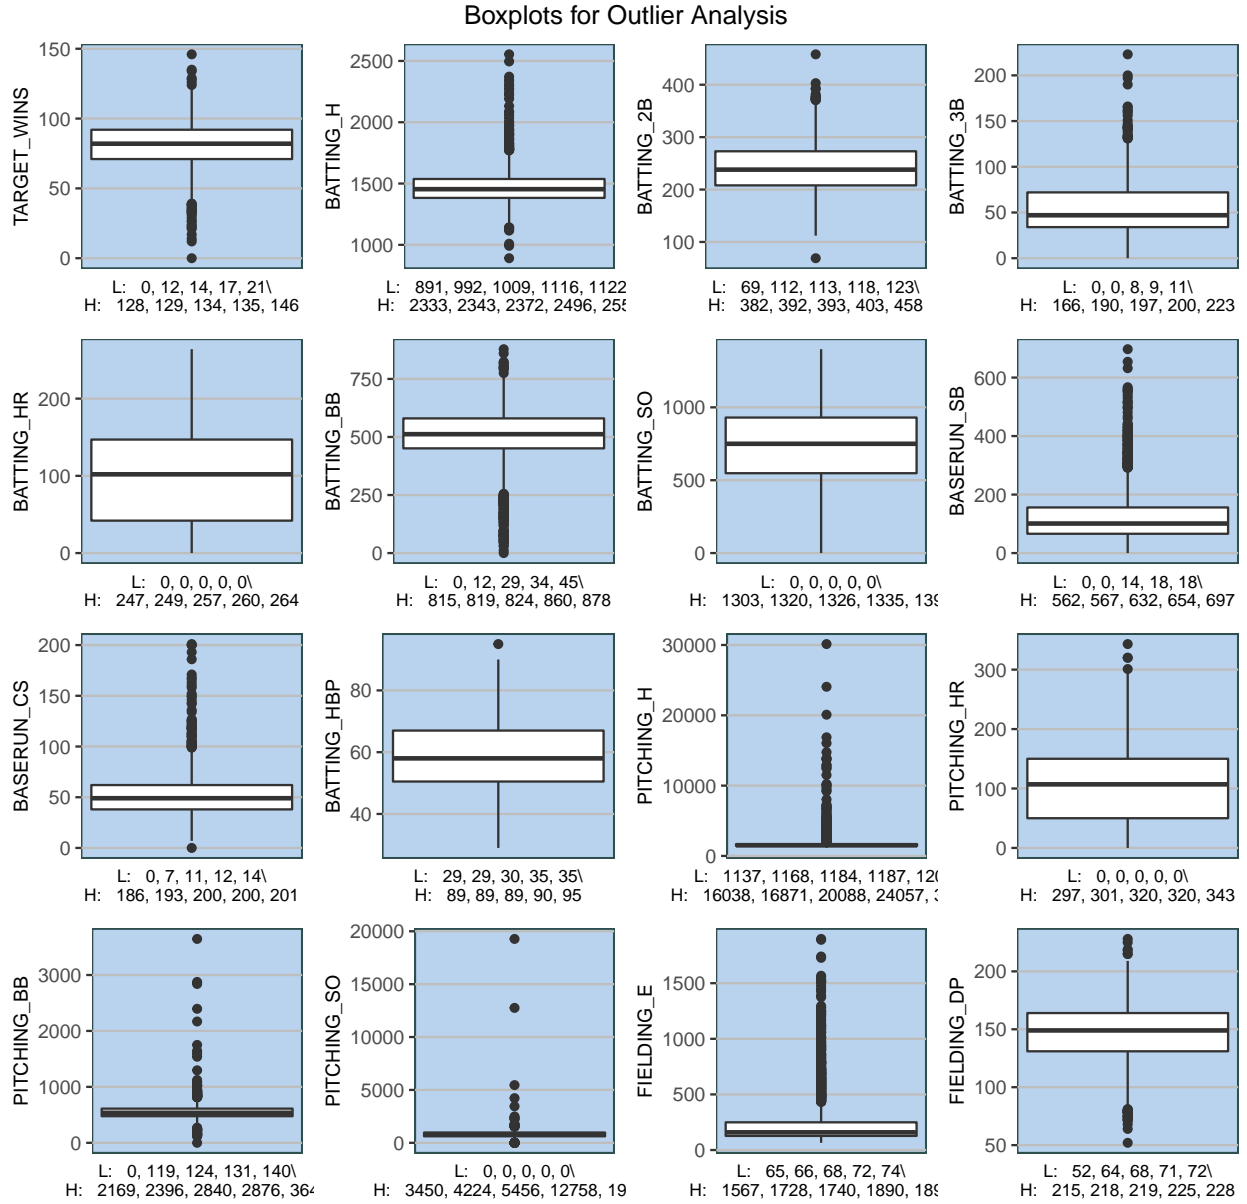 Boxplots for Outlier Analysis
TARGET_WINS
150
100
50
0
L: 0, 12, 14, 17, 21\
H: 128, 129, 134, 135, 146
BATTING_H
2500
2000
1500
1000
L: 891, 992, 1009, 1116, 1122
H: 2333, 2343, 2372, 2496, 255
BATTING_2B
400
300
200
100
L: 69, 112, 113, 118, 123\
H: 382, 392, 393, 403, 458
BATTING_3B
200
150
100
50
0
L: 0, 0, 8, 9, 11\
H: 166, 190, 197, 200, 223
BATTING_HR
200
100
0
L: 0, 0, 0, 0, 0\
H: 247, 249, 257, 260, 264
BATTING_BB
750
500
250
0
L: 0, 12, 29, 34, 45\
H: 815, 819, 824, 860, 878
BATTING_SO
1000
500
0
L: 0, 0, 0, 0, 0\
H: 1303, 1320, 1326, 1335, 139
BASERUN_SB
600
400
200
0
L: 0, 0, 14, 18, 18\
H: 562, 567, 632, 654, 697
BASERUN_CS
200
150
100
50
0
L: 0, 7, 11, 12, 14\
H: 186, 193, 200, 200, 201
BATTING_HBP
80
60
40
L: 29, 29, 30, 35, 35\
H: 89, 89, 89, 90, 95
PITCHING_H
30000
20000
10000
0
L: 1137, 1168, 1184, 1187, 120
H: 16038, 16871, 20088, 24057, 3
PITCHING_HR
300
200
100
0
L: 0, 0, 0, 0, 0\
H: 297, 301, 320, 320, 343
PITCHING_BB
3000
2000
1000
0
L: 0, 119, 124, 131, 140\
H: 2169, 2396, 2840, 2876, 364
PITCHING_SO
20000
15000
10000
5000
0
L: 0, 0, 0, 0, 0\
H: 3450, 4224, 5456, 12758, 19
FIELDING_E
1500
1000
500
0
L: 65, 66, 68, 72, 74\
H: 1567, 1728, 1740, 1890, 189
FIELDING_DP
200
150
100
50
L: 52, 64, 68, 71, 72\
H: 215, 218, 219, 225, 228